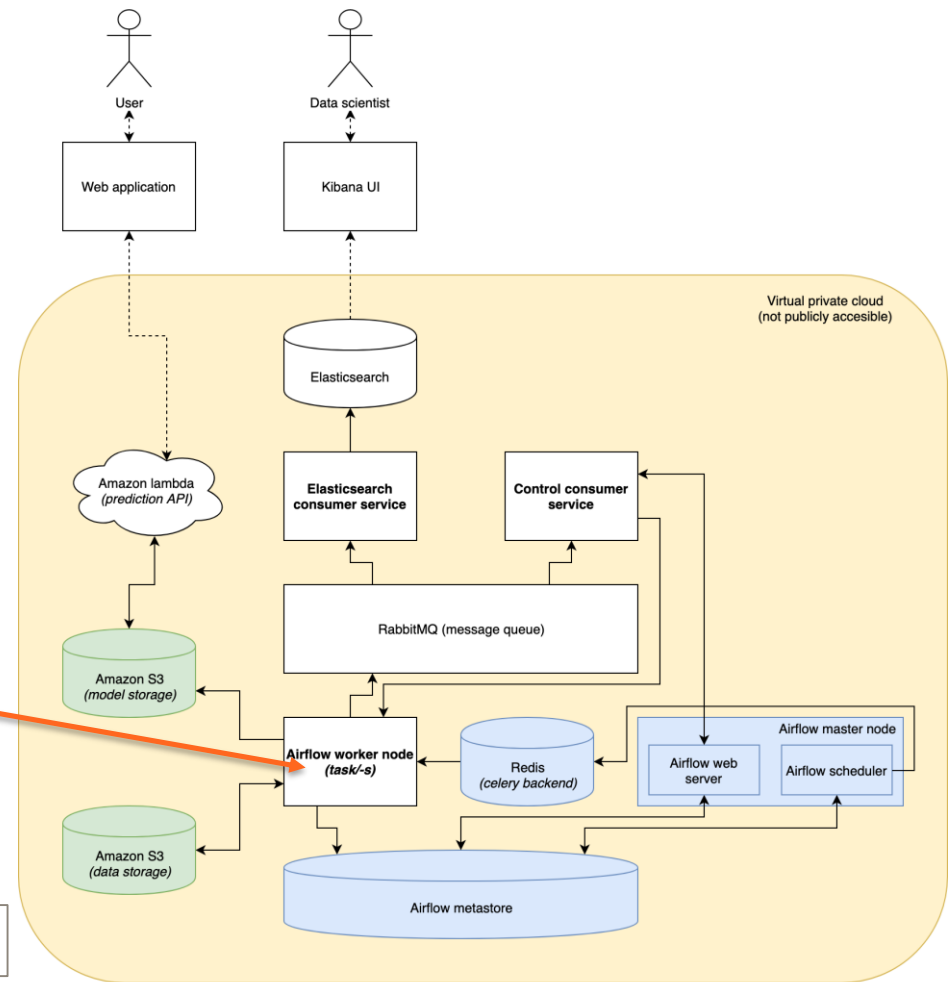 User
Data scientist
Web application
Kibana UI
Virtual private cloud
(not publicly accesible)
Elasticsearch
Amazon lambda
(prediction API)
Elasticsearch
consumer service
Control consumer
service
RabbitMQ (message queue)
Amazon S3
(model storage)
Airflow worker node
(task/-s)
Redis
(celery backend)
Airflow master node
Airflow web
server
Airflow scheduler
Amazon S3
(data storage)
Airflow metastore